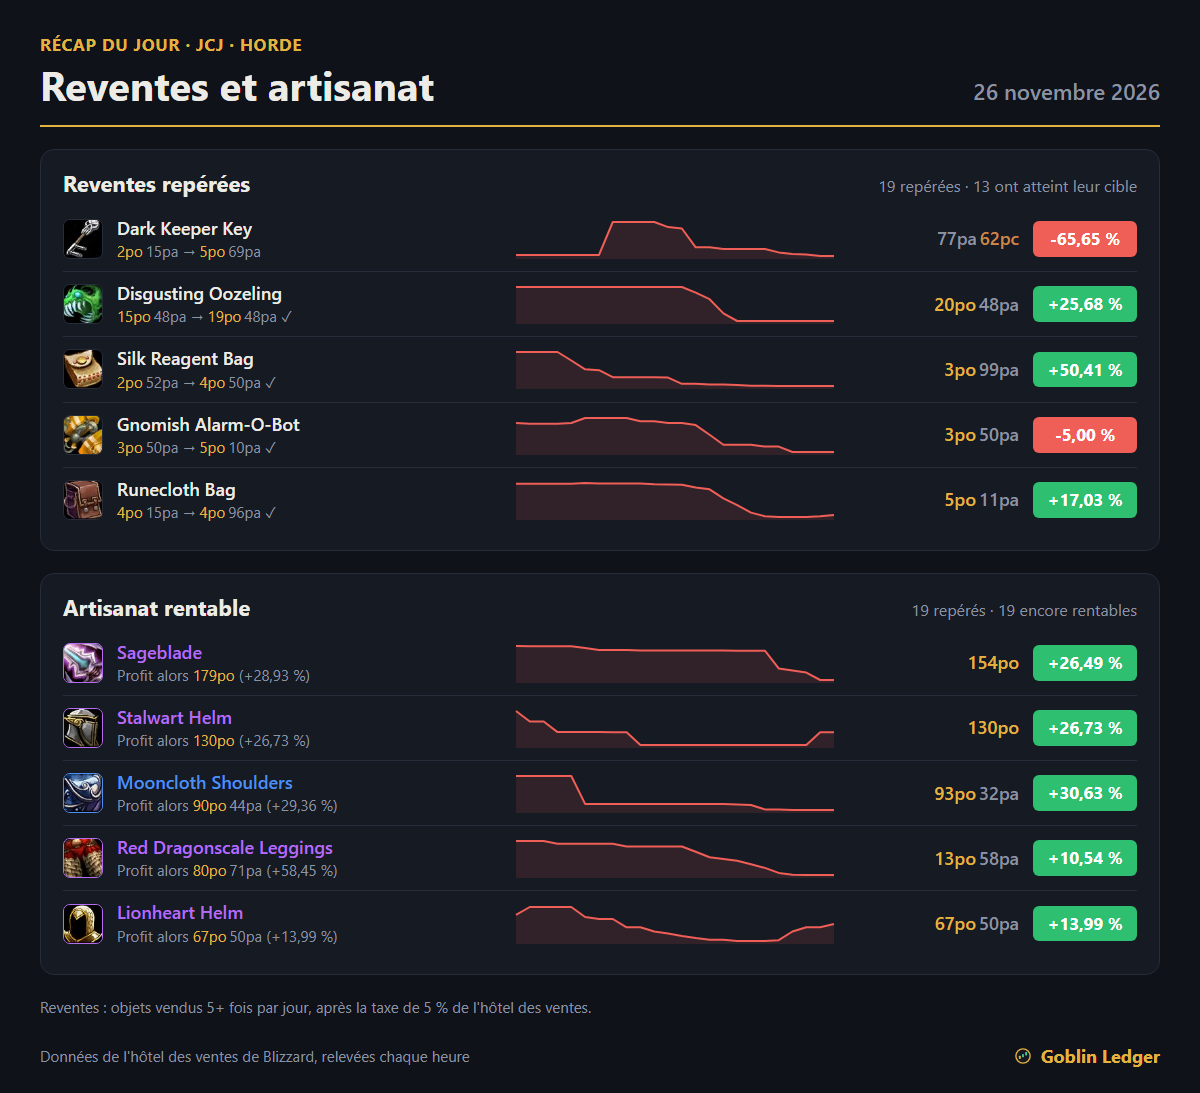 RÉCAP DU JOUR · JCJ · HORDE
Reventes et artisanat
26 novembre 2026
Reventes repérées
19 repérées · 13 ont atteint leur cible
Dark Keeper Key
2po 15pa → 5po 69pa
77pa 62pc
-65,65 %
Disgusting Oozeling
15po 48pa → 19po 48pa ✓
20po 48pa
+25,68 %
Silk Reagent Bag
2po 52pa → 4po 50pa ✓
3po 99pa
+50,41 %
Gnomish Alarm-O-Bot
3po 50pa → 5po 10pa ✓
3po 50pa
-5,00 %
Runecloth Bag
4po 15pa → 4po 96pa ✓
5po 11pa
+17,03 %
Artisanat rentable
19 repérés · 19 encore rentables
Sageblade
Profit alors 179po (+28,93 %)
154po
+26,49 %
Stalwart Helm
Profit alors 130po (+26,73 %)
130po
+26,73 %
Mooncloth Shoulders
Profit alors 90po 44pa (+29,36 %)
93po 32pa
+30,63 %
Red Dragonscale Leggings
Profit alors 80po 71pa (+58,45 %)
13po 58pa
+10,54 %
Lionheart Helm
Profit alors 67po 50pa (+13,99 %)
67po 50pa
+13,99 %
Reventes : objets vendus 5+ fois par jour, après la taxe de 5 % de l'hôtel des ventes.
Données de l'hôtel des ventes de Blizzard, relevées chaque heure
Goblin Ledger